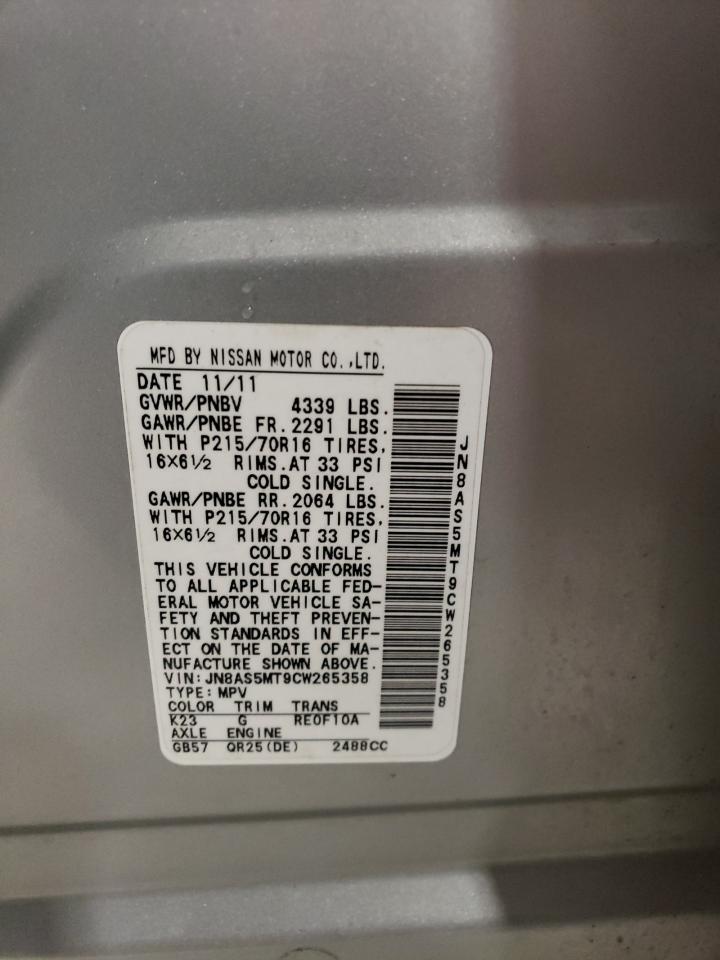 MFD BY NISSAN MOTOR CO.,LTD.
DATE 11/11
GVWR/PNBV 4339 LBS.
GAWR/PNBE FR.2291 LBS.
WITH P215/70R16 TIRES,
16X6½ RIMS.AT 33 PSI
COLD SINGLE.
GAWR/PNBE RR.2064 LBS.
WITH P215/70R16 TIRES,
16X6½ RIMS.AT 33 PSI
COLD SINGLE.
THIS VEHICLE CONFORMS
TO ALL APPLICABLE FED-
ERAL MOTOR VEHICLE SA-
FETY AND THEFT PREVEN-
TION STANDARDS IN EFF-
ECT ON THE DATE OF MA-
NUFACTURE SHOWN ABOVE.
VIN:JN8AS5MT9CW265358
TYPE:MPV
COLOR TRIM TRANS
K23 G RE0F10A
AXLE ENGINE
GB57 QR25(DE) 2488CC
JN8AS5MT9CW265358